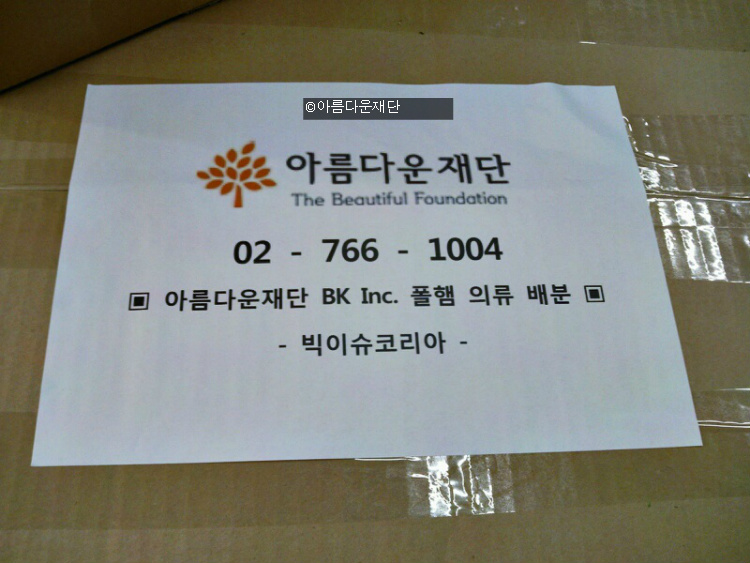 ©아름다운재단
아름다운재단
The Beautiful Foundation
02 - 766 - 1004
▣ 아름다운재단 BK Inc. 폴햄 의류 배분 ▣
- 빅이슈코리아 -